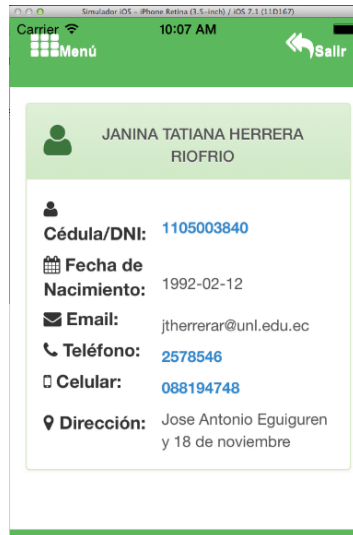 Simulador iOS - iPhone Retina (3.5-inch) / iOS 7.1 (11D167)
Carrier 10:07 AM
Menú Salir
JANINA TATIANA HERRERA
RIOFRIO
Cédula/DNI: 1105003840
Fecha de
Nacimiento: 1992-02-12
Email: jtherrerar@unl.edu.ec
Teléfono: 2578546
Celular: 088194748
Dirección: Jose Antonio Eguiguren
y 18 de noviembre